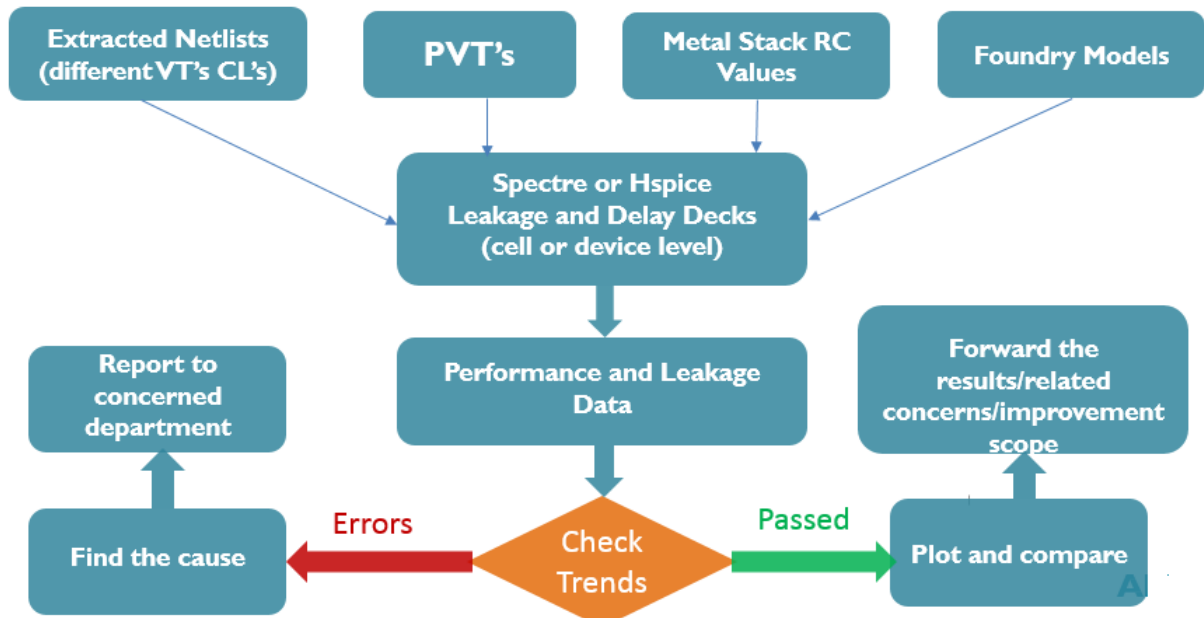 Extracted Netlists
(different VT's CL's)
PVT's
Metal Stack RC
Values
Foundry Models
Spectre or Hspice
Leakage and Delay Decks
(cell or device level)
Report to
concerned
department
Performance and Leakage
Data
Forward the
results/related
concerns/improvement
scope
Errors
Passed
Find the cause
Check
Trends
Plot and compare